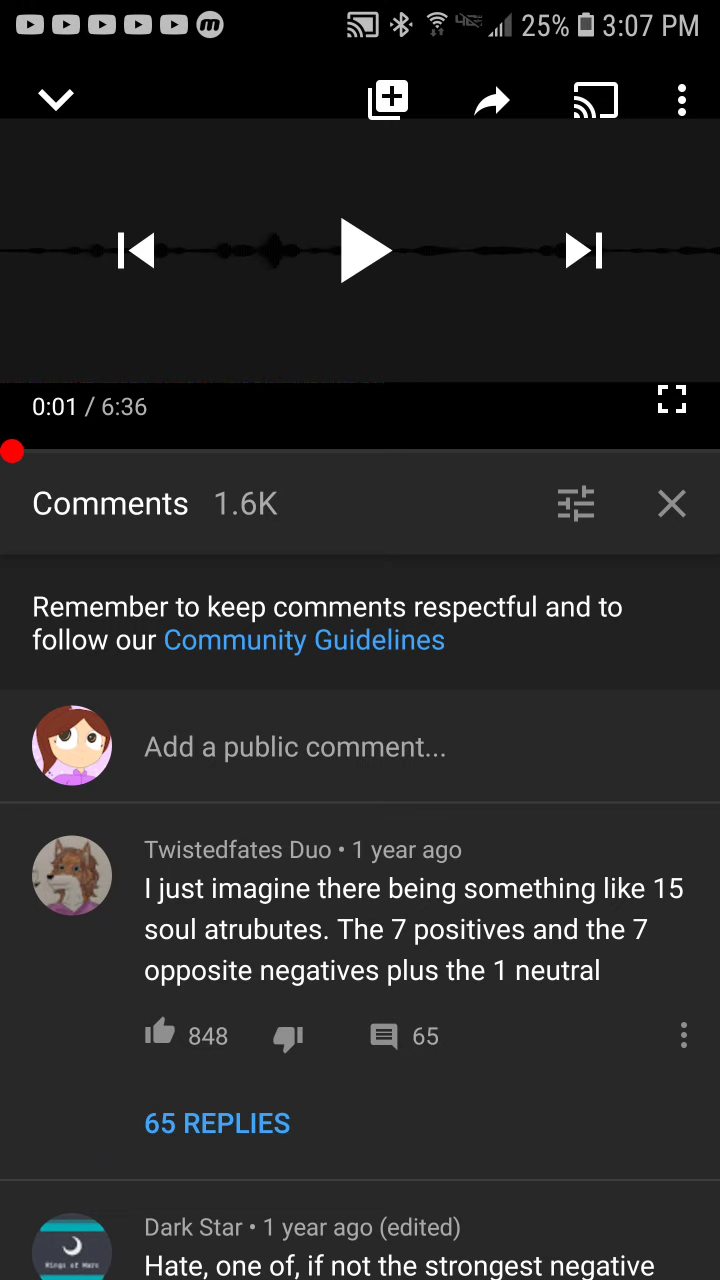 25% 3:07 PM
0:01 / 6:36
Comments 1.6K
Remember to keep comments respectful and to
follow our Community Guidelines
Add a public comment...
Twistedfates Duo • 1 year ago
I just imagine there being something like 15
soul atrubutes. The 7 positives and the 7
opposite negatives plus the 1 neutral
848 65
65 REPLIES
Dark Star • 1 year ago (edited)
Wings of Mars
Hate, one of, if not the strongest negative